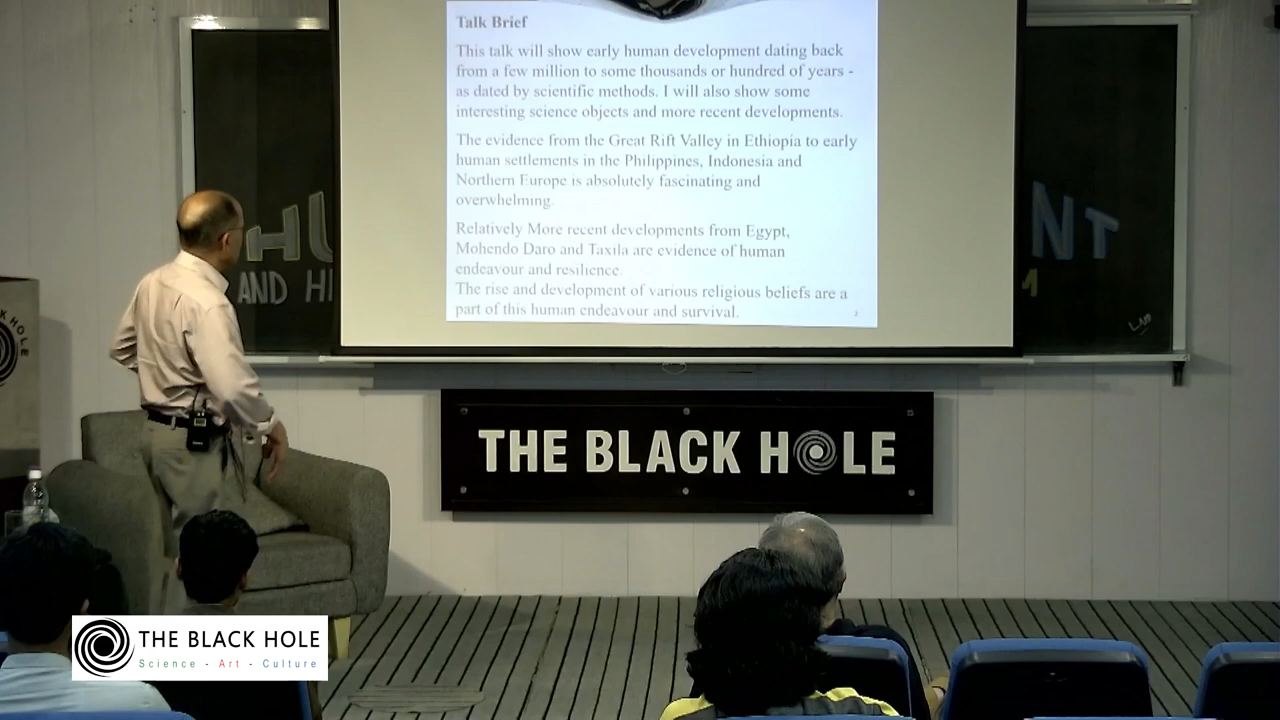 Talk Brief
This talk will show early human development dating back
from a few million to some thousands or hundred of years -
as dated by scientific methods. I will also show some
interesting science objects and more recent developments.
The evidence from the Great Rift Valley in Ethiopia to early
human settlements in the Philippines, Indonesia and
Northern Europe is absolutely fascinating and
overwhelming.
Relatively More recent developments from Egypt,
Mohendo Daro and Taxila are evidence of human
endeavour and resilience.
The rise and development of various religious beliefs are a
part of this human endeavour and survival.
2
HU
NT
AND HI
K HOLE
THE BLACK HOLE
THE BLACK HOLE
Science - Art - Culture